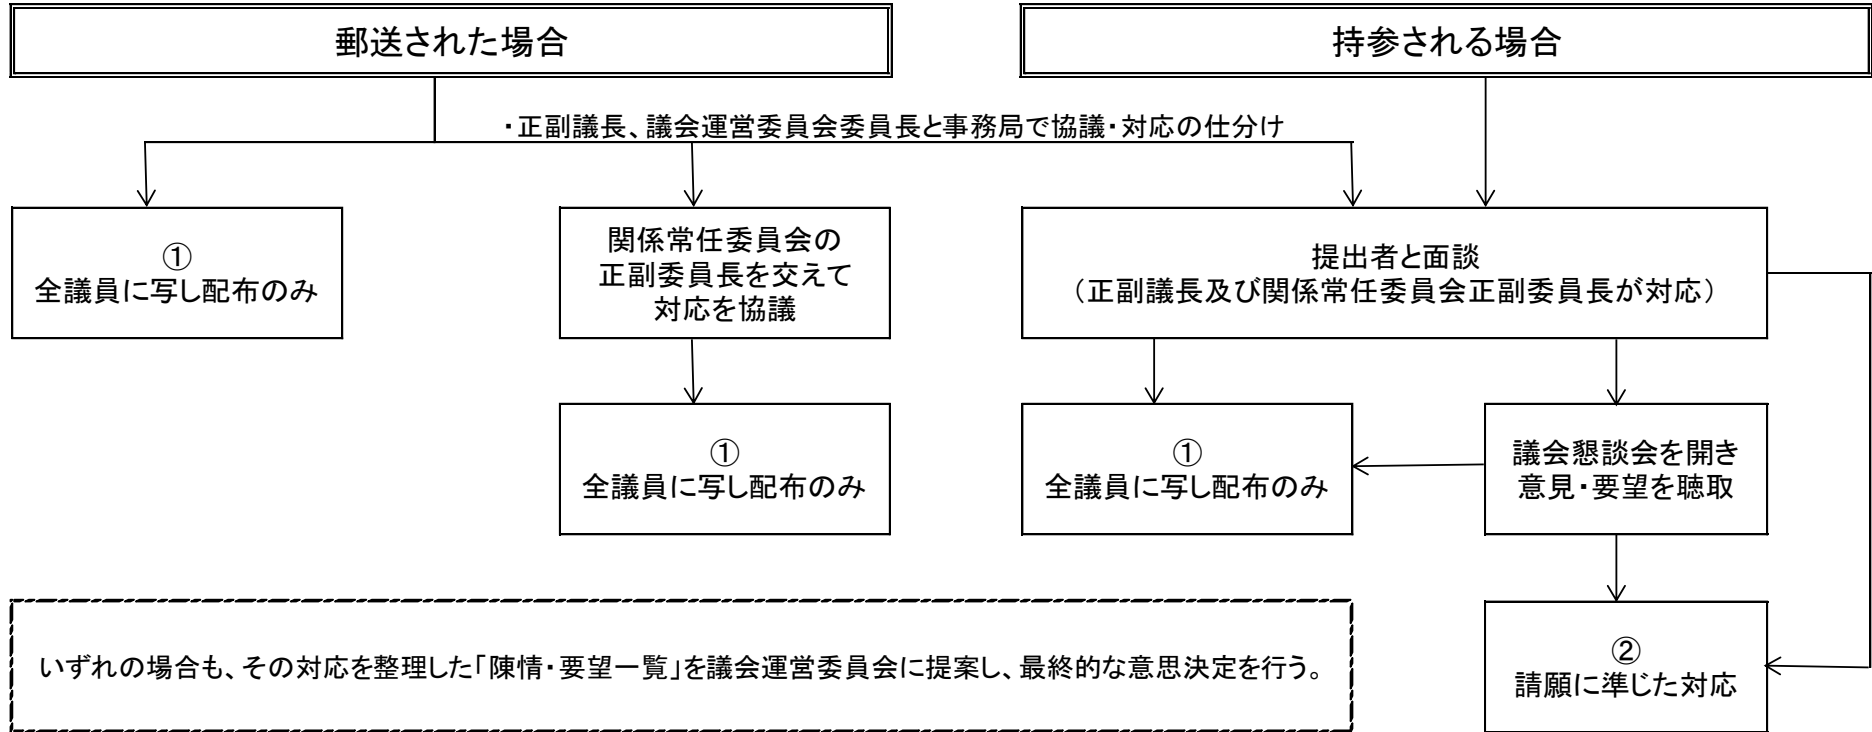 郵送された場合
持参される場合
・正副議長、議会運営委員会委員長と事務局で協議・対応の仕分け
①
全議員に写し配布のみ
関係常任委員会の
正副委員長を交えて
対応を協議
提出者と面談
（正副議長及び関係常任委員会正副委員長が対応）
①
全議員に写し配布のみ
①
全議員に写し配布のみ
議会懇談会を開き
意見・要望を聴取
いずれの場合も、その対応を整理した「陳情・要望一覧」を議会運営委員会に提案し、最終的な意思決定を行う。
②
請願に準じた対応